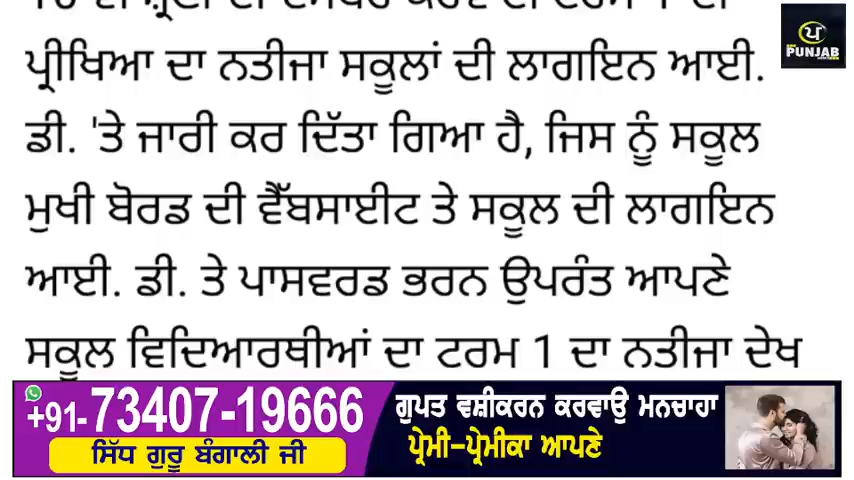 ਪ੍ਰੀਖਿਆ ਦਾ ਨਤੀਜਾ ਸਕੂਲਾਂ ਦੀ ਲਾਗਇਨ ਆਈ.
ਡੀ. 'ਤੇ ਜਾਰੀ ਕਰ ਦਿੱਤਾ ਗਿਆ ਹੈ, ਜਿਸ ਨੂੰ ਸਕੂਲ
ਮੁਖੀ ਬੋਰਡ ਦੀ ਵੈੱਬਸਾਈਟ ਤੇ ਸਕੂਲ ਦੀ ਲਾਗਇਨ
ਆਈ. ਡੀ. ਤੇ ਪਾਸਵਰਡ ਭਰਨ ਉਪਰੰਤ ਆਪਣੇ
ਸਕੂਲ ਵਿਦਿਆਰਥੀਆਂ ਦਾ ਟਰਮ 1 ਦਾ ਨਤੀਜਾ ਦੇਖ
ਪ
PUNJAB
+91-73407-19666
ਸਿੱਧ ਗੁਰੂ ਬੰਗਾਲੀ ਜੀ
ਗੁਪਤ ਵਸ਼ੀਕਰਨ ਕਰਵਾਉ ਮਨਚਾਹਾ
ਪ੍ਰੇਮੀ-ਪ੍ਰੇਮੀਕਾ ਆਪਣੇ